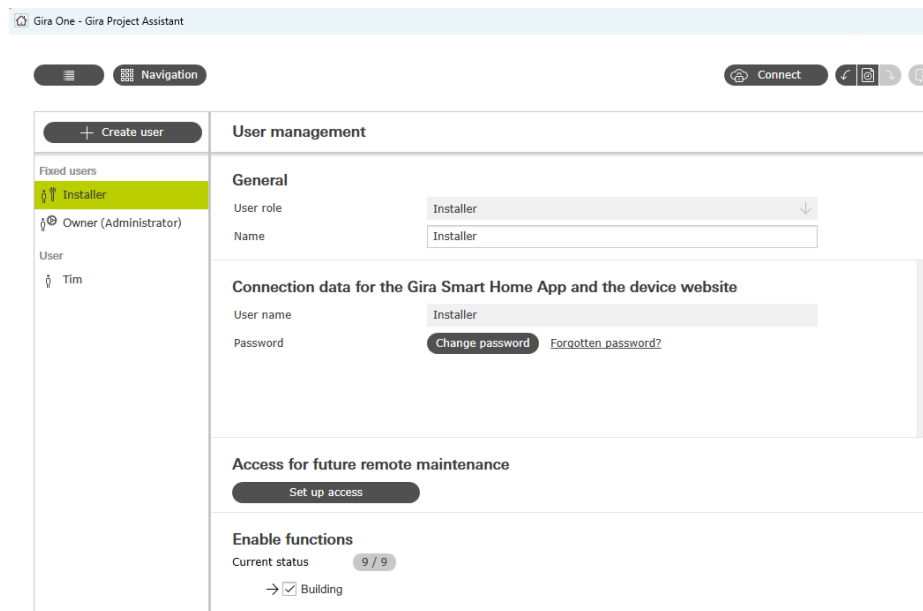 Gira One - Gira Project Assistant
Navigation
Connect
Create user
User management
Fixed users
Installer
Owner (Administrator)
User
Tim
General
User role
Installer
Name
Installer
Connection data for the Gira Smart Home App and the device website
User name
Installer
Password
Change password
Forgotten password?
Access for future remote maintenance
Set up access
Enable functions
Current status
9 / 9
Building